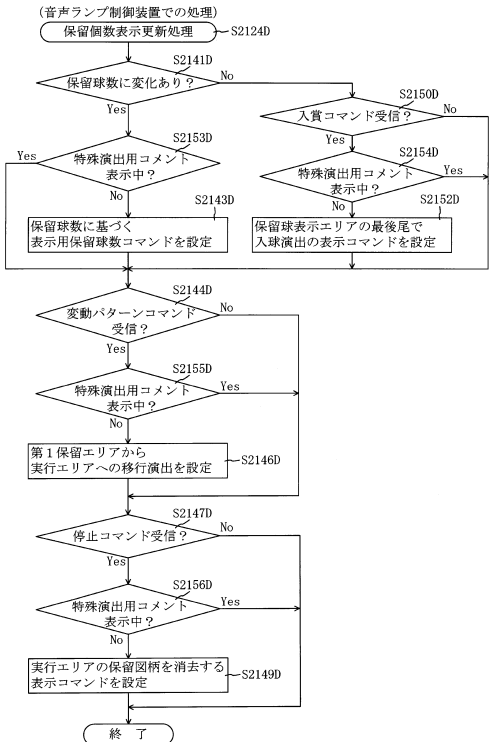 (音声ランプ制御装置での処理)
保留個数表示更新処理
S2124D
S2141D
保留球数に変化あり?
No
Yes
S2150D
入賞コマンド受信?
No
Yes
S2153D
特殊演出用コメント
表示中?
Yes
No
S2154D
特殊演出用コメント
表示中?
Yes
No
S2143D
保留球数に基づく
表示用保留球数コマンドを設定
S2152D
保留球表示エリアの最後尾で
入球演出の表示コマンドを設定
S2144D
変動パターンコマンド
受信?
No
Yes
S2155D
特殊演出用コメント
表示中?
Yes
No
第1保留エリアから
実行エリアへの移行演出を設定
S2146D
S2147D
停止コマンド受信?
No
Yes
S2156D
特殊演出用コメント
表示中?
Yes
No
実行エリアの保留図柄を消去する
表示コマンドを設定
S2149D
終 了